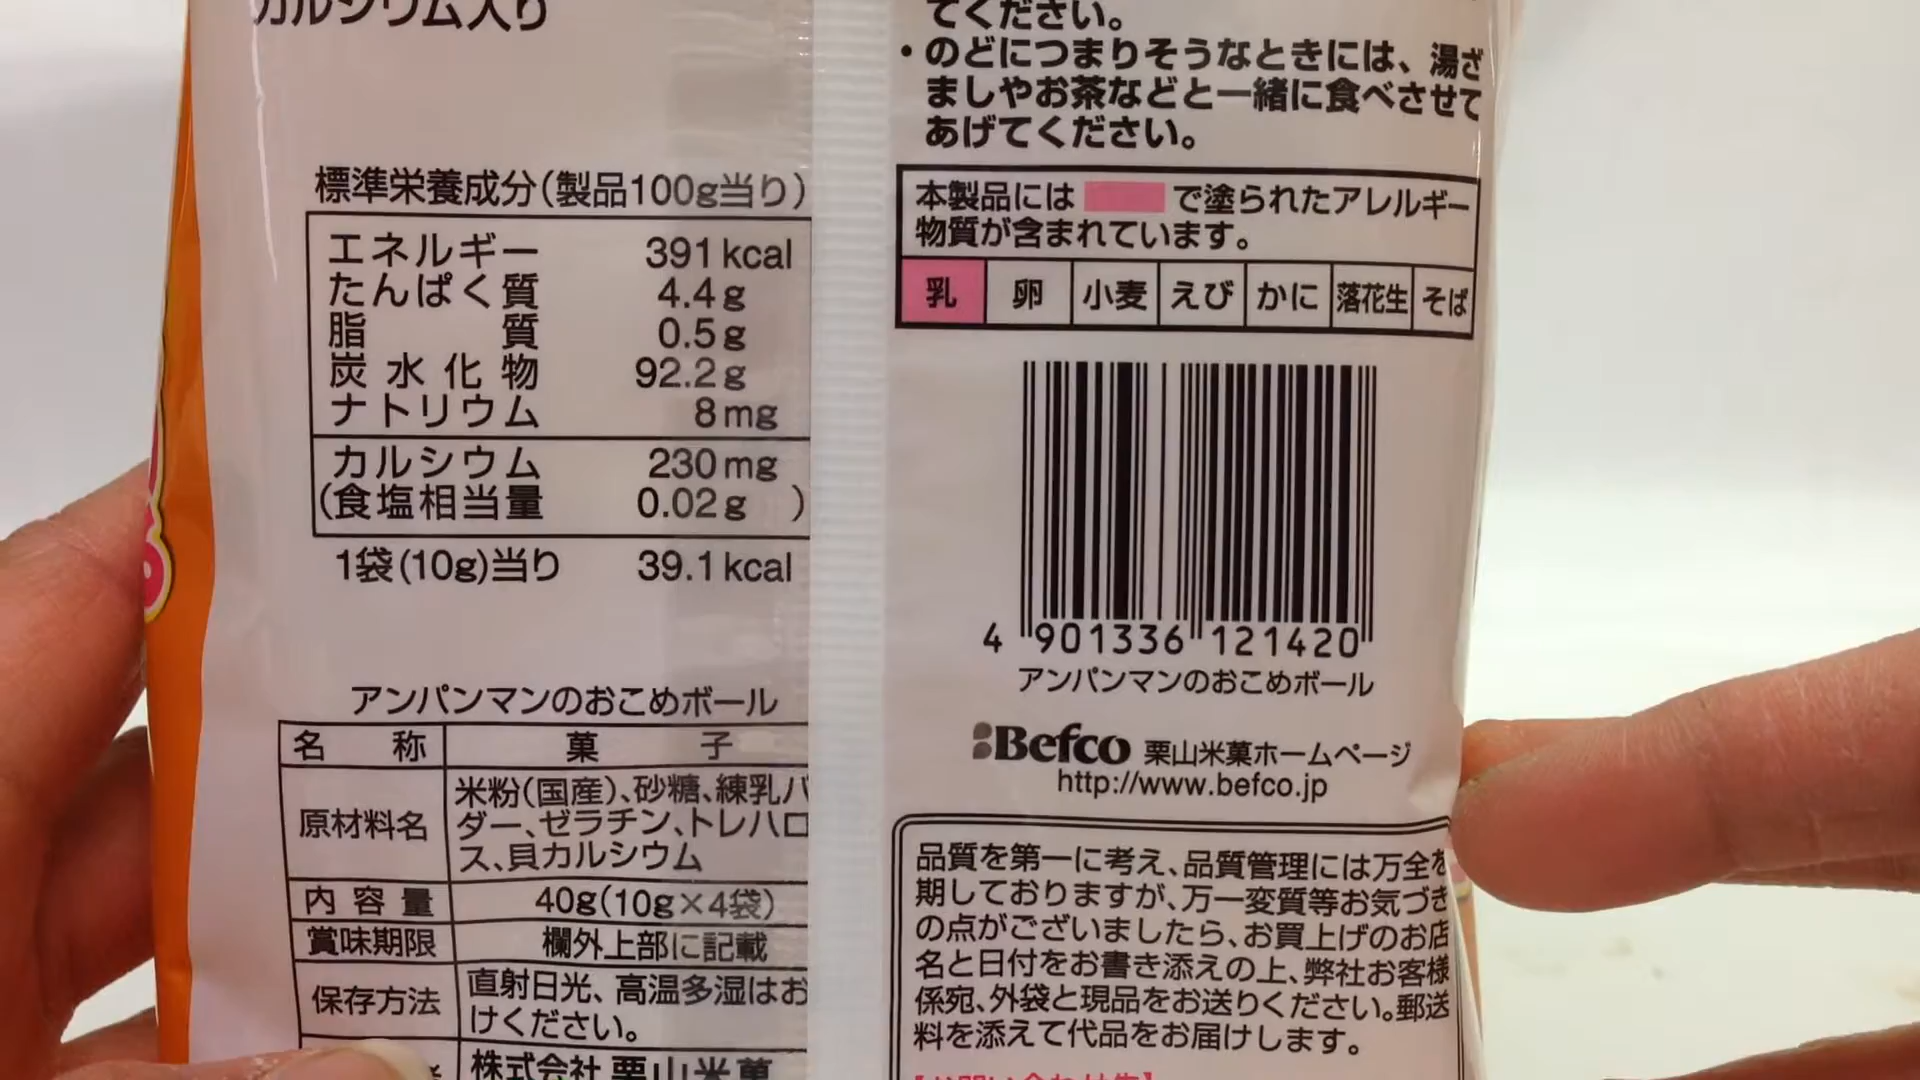 カルシウム入り
標準栄養成分(製品100g当り)
エネルギー 391kcal
たんぱく質 4.4g
脂質 0.5g
炭水化物 92.2g
ナトリウム 8mg
カルシウム 230mg
(食塩相当量 0.02g)
1袋(10g)当り 39.1kcal
アンパンマンのおこめボール
名称 菓子
原材料名 米粉(国産)、砂糖、練乳パ
ダー、ゼラチン、トレハロ
ス、貝カルシウム
内容量 40g(10g×4袋)
賞味期限 欄外上部に記載
保存方法 直射日光、高温多湿はお
けください。
株式会社 栗山米菓
てください。
・のどにつまりそうなときには、湯ざ
ましやお茶などと一緒に食べさせて
あげてください。
本製品には で塗られたアレルギー
物質が含まれています。
乳 卵 小麦 えび かに 落花生 そば
4 901336 121420
アンパンマンのおこめボール
Befco 栗山米菓ホームページ
http://www.befco.jp
品質を第一に考え、品質管理には万全を
期しておりますが、万一変質等お気づき
の点がございましたら、お買上げのお店
名と日付をお書き添えの上、弊社お客様
係宛、外袋と現品をお送りください。郵送
料を添えて代品をお届けします。